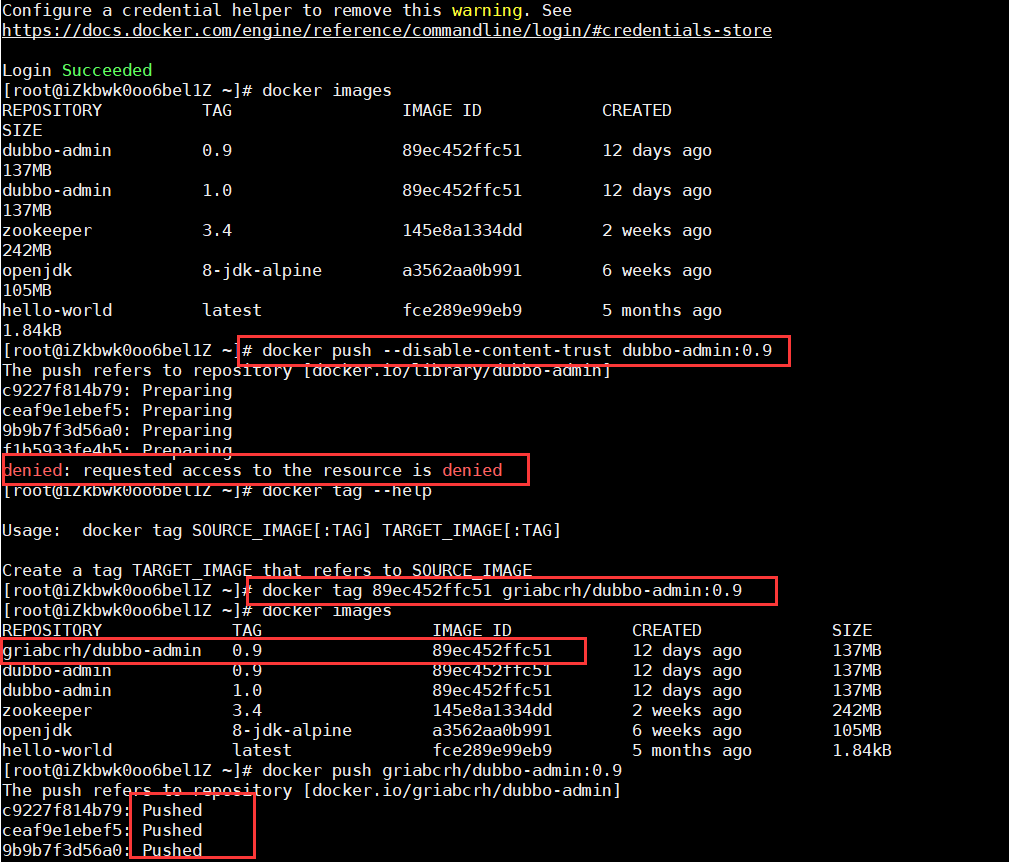 Configure a credential helper to remove this warning. See
https://docs.docker.com/engine/reference/commandline/login/#credentials-store
Login Succeeded
[root@iZkbwk0oo6bel1Z ~]# docker images
REPOSITORY TAG IMAGE ID CREATED
SIZE
dubbo-admin 0.9 89ec452ffc51 12 days ago
137MB
dubbo-admin 1.0 89ec452ffc51 12 days ago
137MB
zookeeper 3.4 145e8a1334dd 2 weeks ago
242MB
openjdk 8-jdk-alpine a3562aa0b991 6 weeks ago
105MB
hello-world latest fce289e99eb9 5 months ago
1.84kB
[root@iZkbwk0oo6bel1Z ~]# docker push --disable-content-trust dubbo-admin:0.9
The push refers to repository [docker.io/library/dubbo-admin]
c9227f814b79: Preparing
ceaf9e1ebef5: Preparing
9b9b7f3d56a0: Preparing
f1b5933fe4b5: Preparing
denied: requested access to the resource is denied
[root@iZkbwk0oo6bel1Z ~]# docker tag --help
Usage:  docker tag SOURCE_IMAGE[:TAG] TARGET_IMAGE[:TAG]
Create a tag TARGET_IMAGE that refers to SOURCE_IMAGE
[root@iZkbwk0oo6bel1Z ~]# docker tag 89ec452ffc51 griabcrh/dubbo-admin:0.9
[root@iZkbwk0oo6bel1Z ~]# docker images
REPOSITORY TAG IMAGE ID CREATED SIZE
griabcrh/dubbo-admin 0.9 89ec452ffc51 12 days ago 137MB
dubbo-admin 0.9 89ec452ffc51 12 days ago 137MB
dubbo-admin 1.0 89ec452ffc51 12 days ago 137MB
zookeeper 3.4 145e8a1334dd 2 weeks ago 242MB
openjdk 8-jdk-alpine a3562aa0b991 6 weeks ago 105MB
hello-world latest fce289e99eb9 5 months ago 1.84kB
[root@iZkbwk0oo6bel1Z ~]# docker push griabcrh/dubbo-admin:0.9
The push refers to repository [docker.io/griabcrh/dubbo-admin]
c9227f814b79: Pushed
ceaf9e1ebef5: Pushed
9b9b7f3d56a0: Pushed